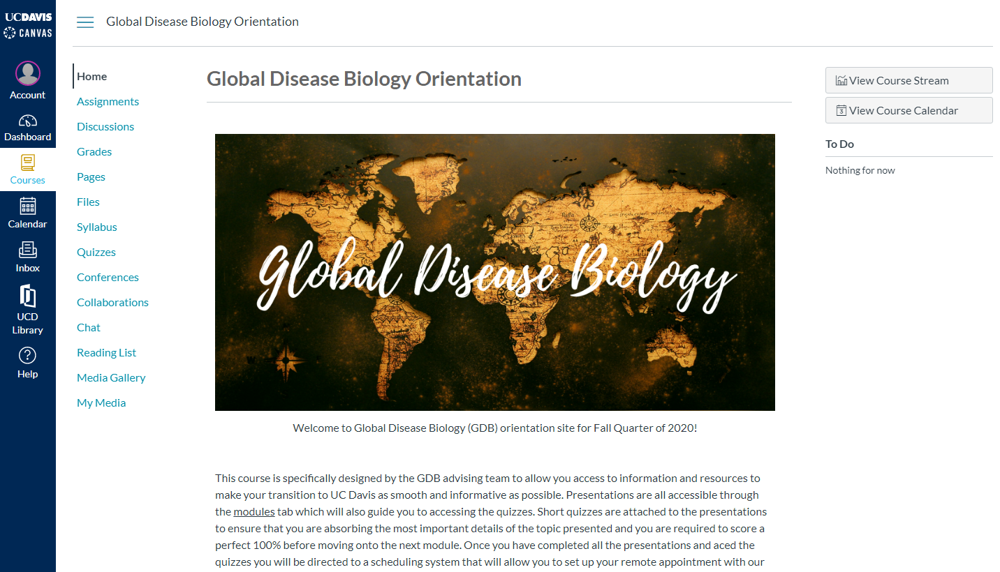 UCDAVIS
CANVAS
Account
Dashboard
Courses
Calendar
Inbox
UCD
Library
Help
Global Disease Biology Orientation
Home
Assignments
Discussions
Grades
Pages
Files
Syllabus
Quizzes
Conferences
Collaborations
Chat
Reading List
Media Gallery
My Media
Global Disease Biology Orientation
Global Disease Biology
Welcome to Global Disease Biology (GDB) orientation site for Fall Quarter of 2020!
This course is specifically designed by the GDB advising team to allow you access to information and resources to
make your transition to UC Davis as smooth and informative as possible. Presentations are all accessible through
the modules tab which will also guide you to accessing the quizzes. Short quizzes are attached to the presentations
to ensure that you are absorbing the most important details of the topic presented and you are required to score a
perfect 100% before moving onto the next module. Once you have completed all the presentations and aced the
quizzes you will be directed to a scheduling system that will allow you to set up your remote appointment with our
View Course Stream
3 View Course Calendar
To Do
Nothing for now